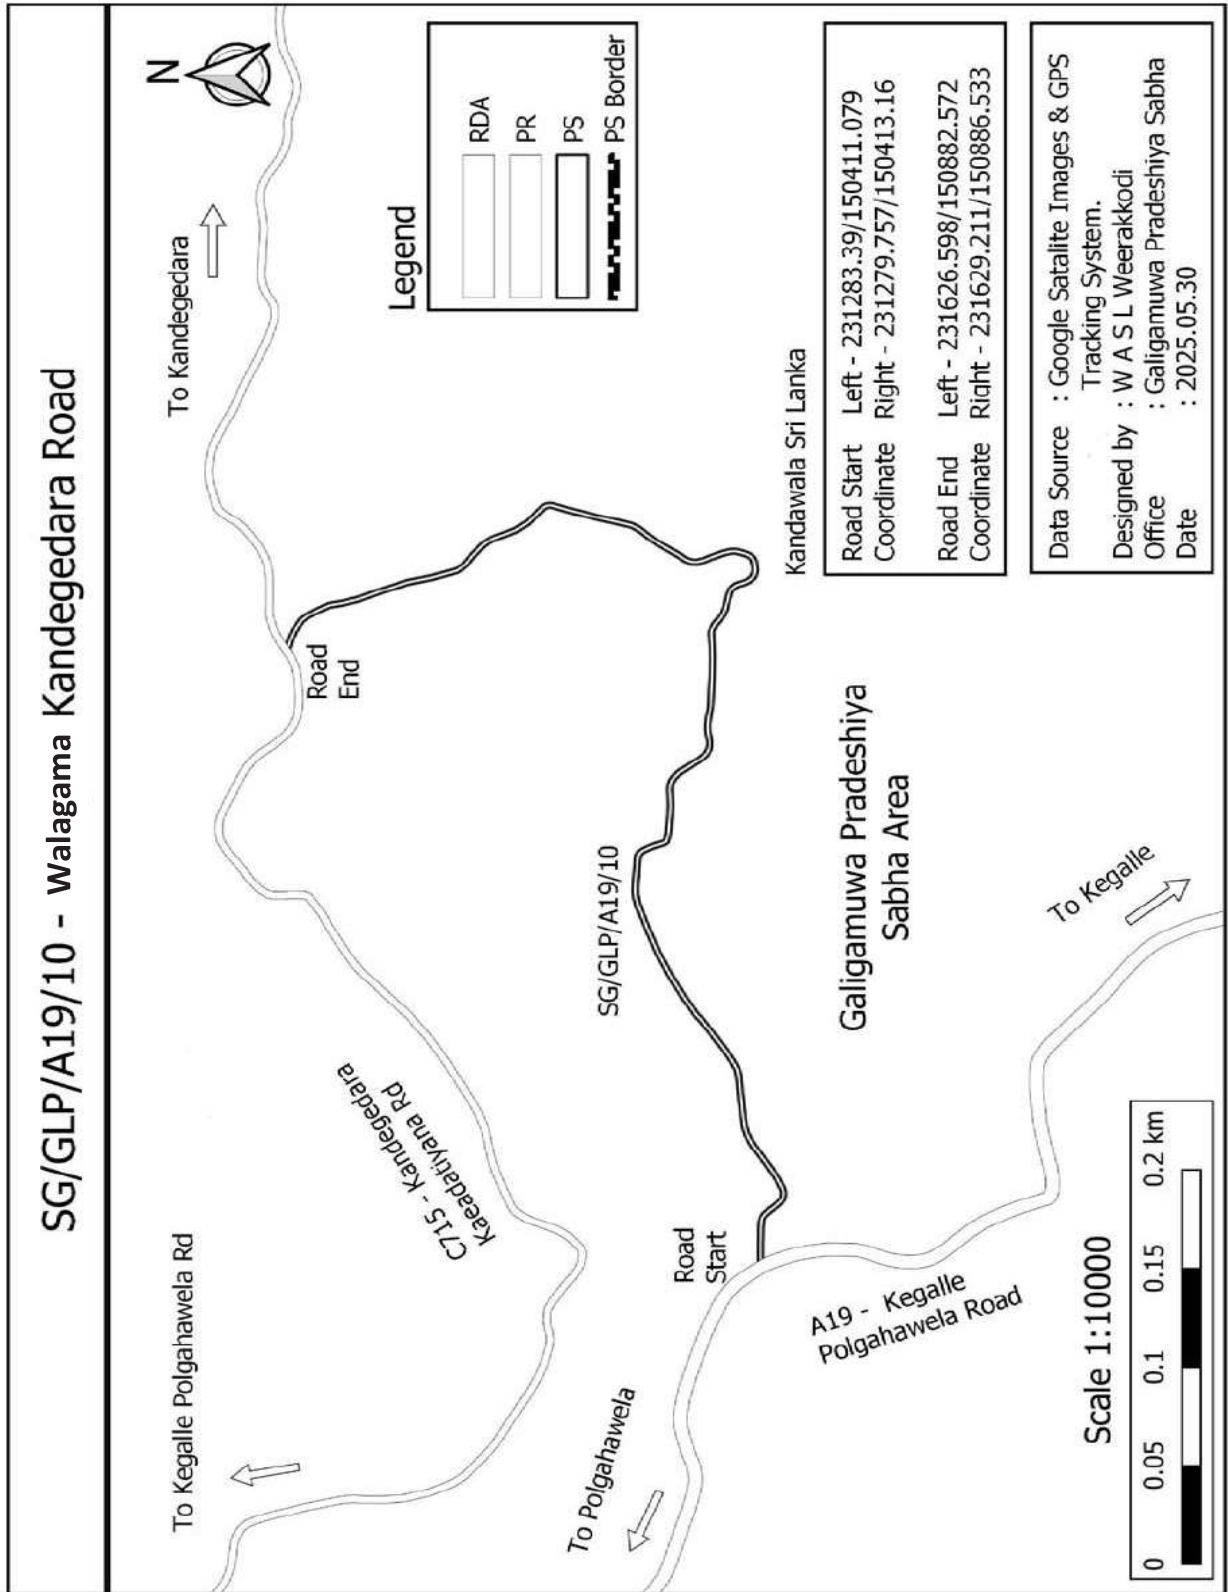 SG/GLP/A19/10 - Walagama Kandegedara Road
To Kegalle Polgahawela Rd
To Kandegedara
N
C715 - Kandegedara
Kaeadatiyana Rd
Road
End
Legend
RDA
PR
PS
PS Border
SG/GLP/A19/10
Road
Start
To Polgahawela
A19 - Kegalle
Polgahawela Road
Galigamuwa Pradeshiya
Sabha Area
To Kegalle
Kandawala Sri Lanka
Road Start Left - 231283.39/150411.079
Coordinate Right - 231279.757/150413.16
Road End Left - 231626.598/150882.572
Coordinate Right - 231629.211/150886.533
Scale 1:10000
0 0.05 0.1 0.15 0.2 km
Data Source : Google Satalite Images & GPS
Tracking System.
Designed by : W A S L Weerakkodi
Office : Galigamuwa Pradeshiya Sabha
Date : 2025.05.30